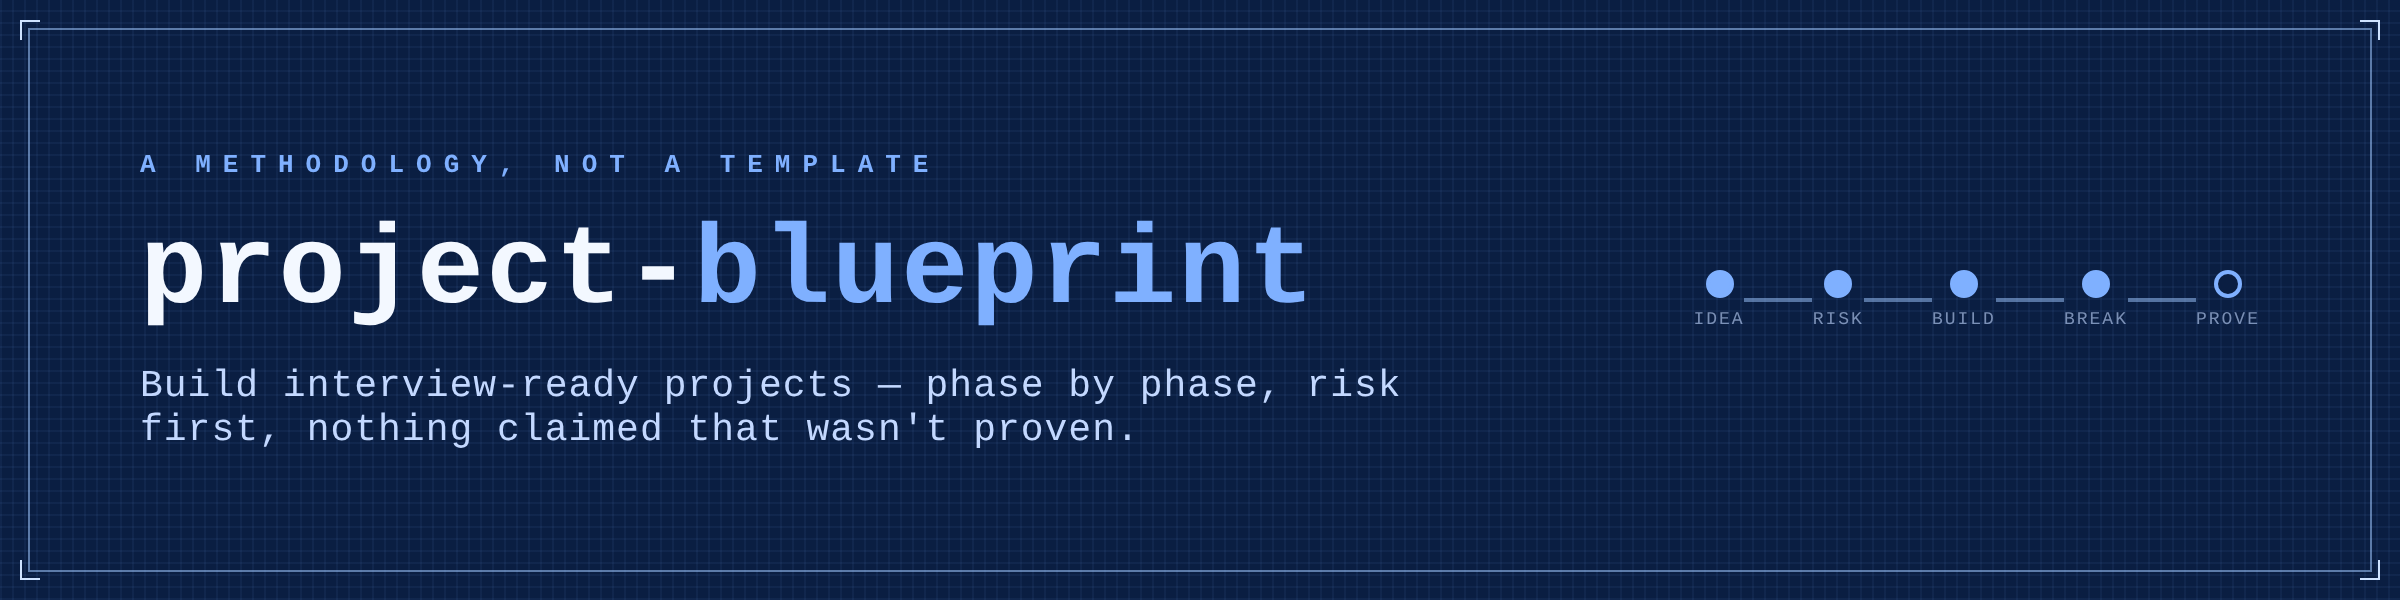 A METHODOLOGY, NOT A TEMPLATE
project-blueprint
Build interview-ready projects — phase by phase, risk
first, nothing claimed that wasn't proven.
IDEA RISK BUILD BREAK PROVE